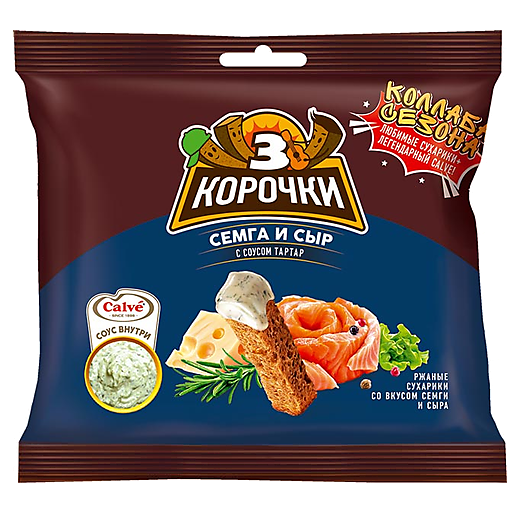 КОЛЛАБА
СЕЗОНА
ЛЮБИМЫЕ СУХАРИКИ+
ЛЕГЕНДАРНЫЙ CALVE!
3
КОРОЧКИ
СЕМГА И СЫР
С СОУСОМ ТАРТАР
Calvé
SINCE 1896
СОУС ВНУТРИ
РЖАНЫЕ
СУХАРИКИ
СО ВКУСОМ СЕМГИ
И СЫРА